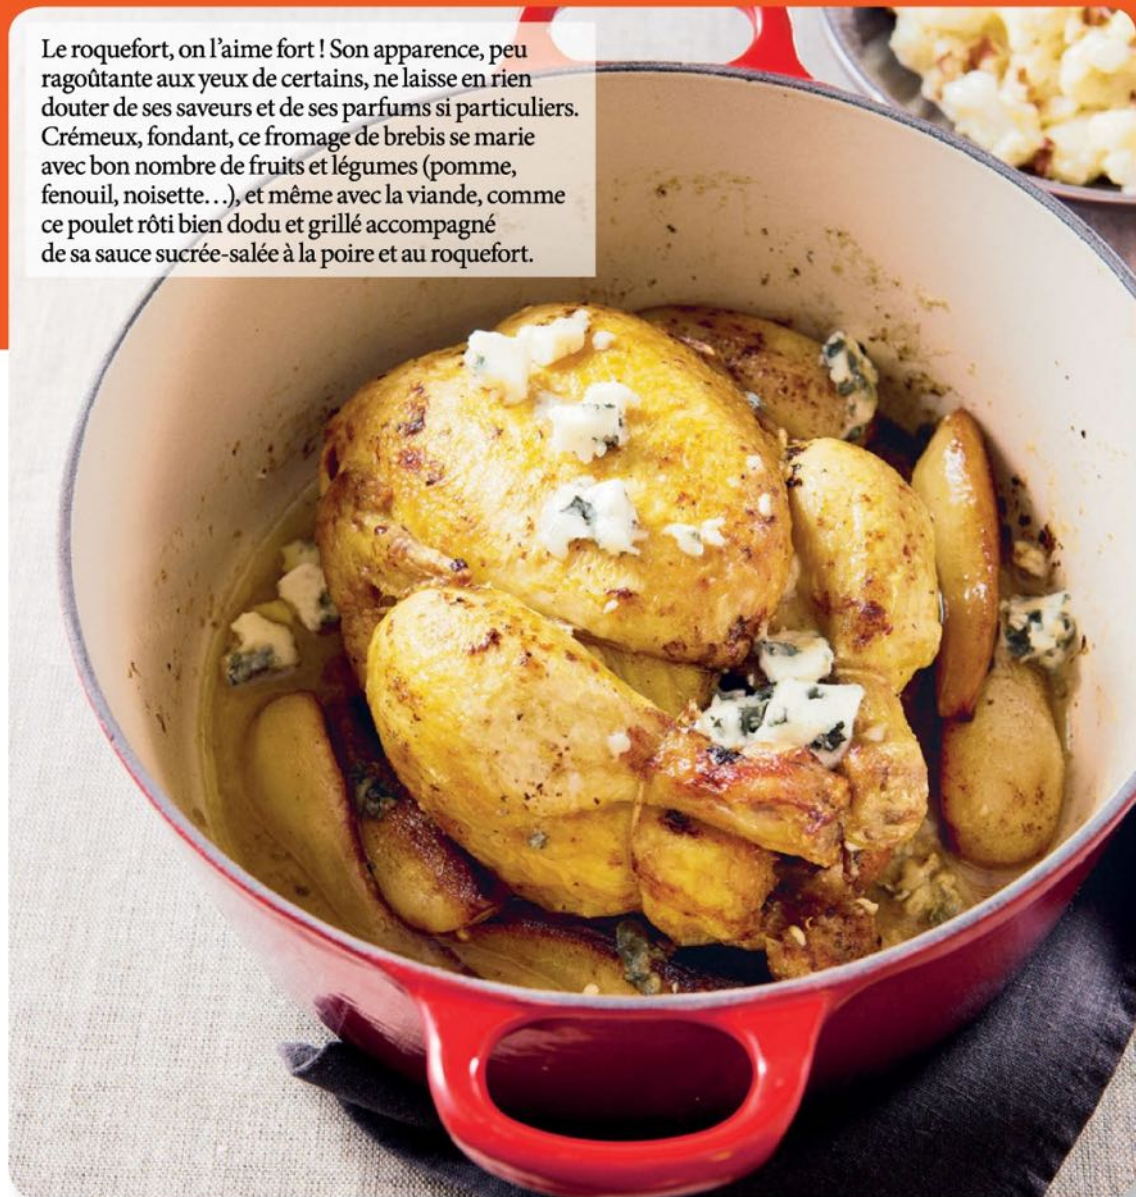 Le roquefort, on l’aime fort ! Son apparence, peu
ragoûtante aux yeux de certains, ne laisse en rien
douter de ses saveurs et de ses parfums si particuliers.
Crémeux, fondant, ce fromage de brebis se marie
avec bon nombre de fruits et légumes (pomme,
fenouil, noisette…), et même avec la viande, comme
ce poulet rôti bien dodu et grillé accompagné
de sa sauce sucrée-salée à la poire et au roquefort.